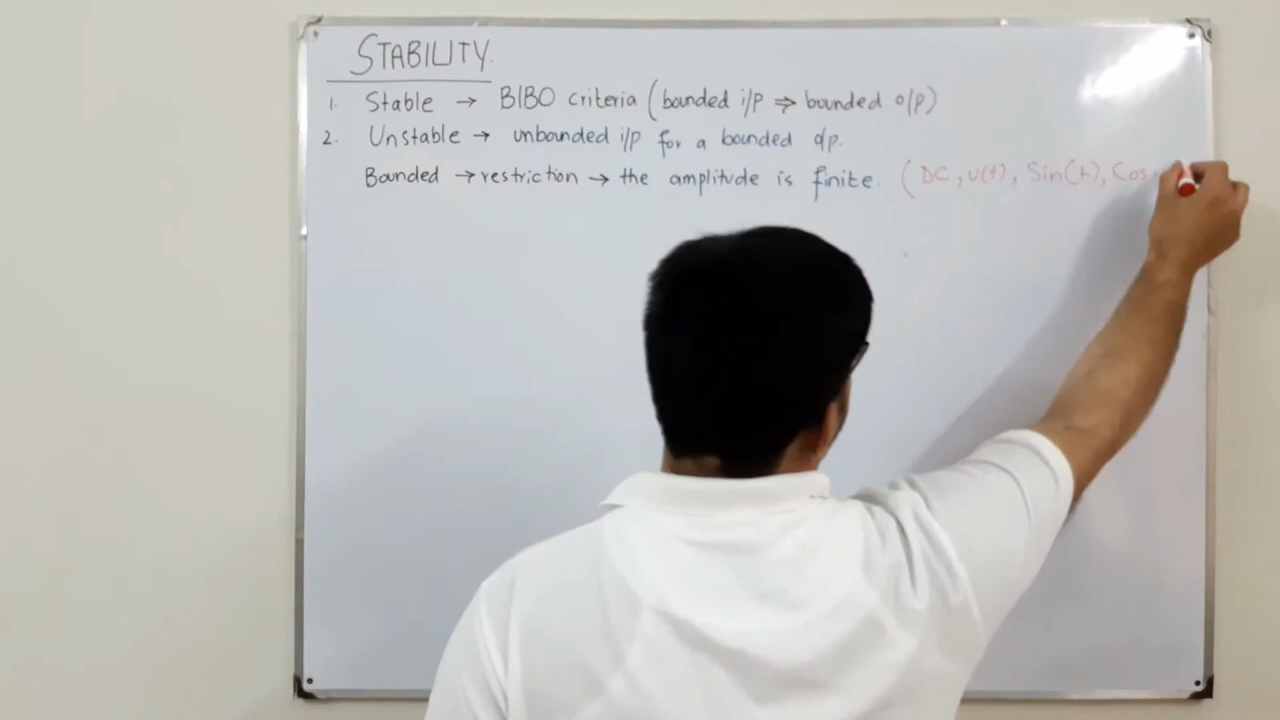 STABILITY.
1. Stable → BIBO criteria (bounded i/p ⇒ bounded o/p)
2. Unstable → unbounded i/p for a bounded o/p.
Bounded → restriction → the amplitude is finite. (DC, u(t), Sin(t), Cos